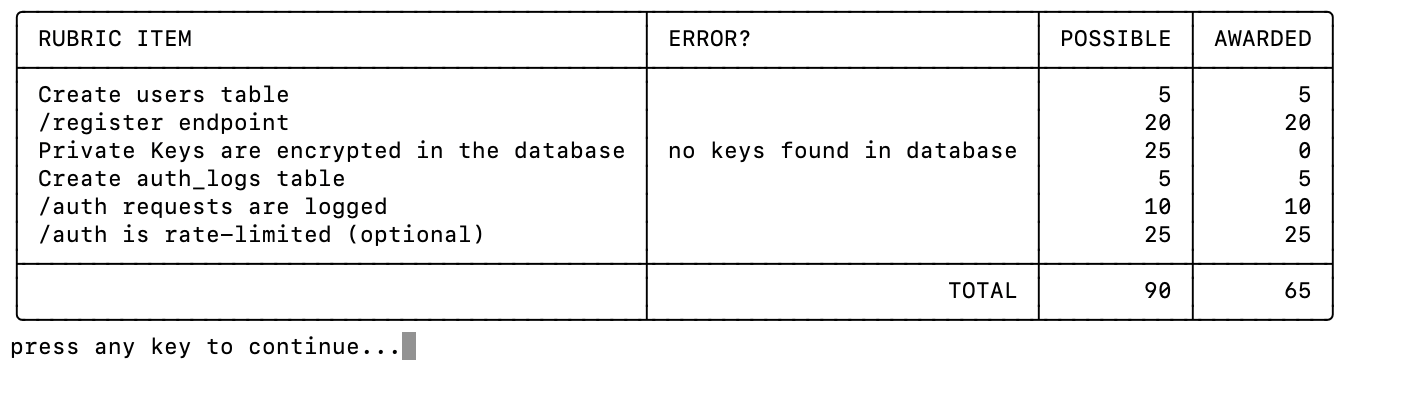 RUBRIC ITEM ERROR? POSSIBLE AWARDED
Create users table 5 5
/register endpoint 20 20
Private Keys are encrypted in the database no keys found in database 25 0
Create auth_logs table 5 5
/auth requests are logged 10 10
/auth is rate-limited (optional) 25 25
TOTAL 90 65
press any key to continue...